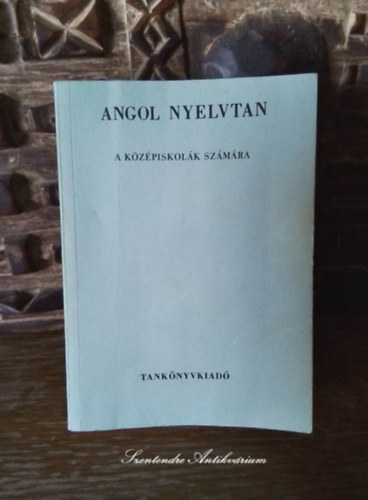 ANGOL NYELVTAN
A KÖZÉPISKOLÁK SZÁMÁRA
TANKÖNYVKIADÓ
Szentendre Antikvárium